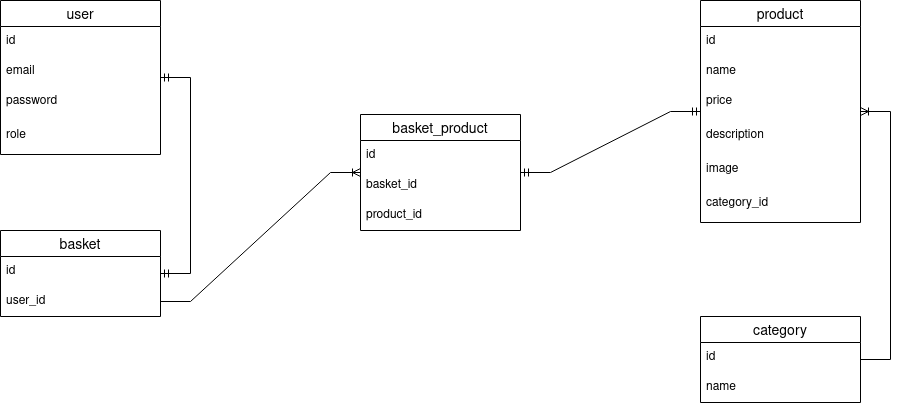 user
id
email
password
role
basket
id
user_id
basket_product
id
basket_id
product_id
product
id
name
price
description
image
category_id
category
id
name